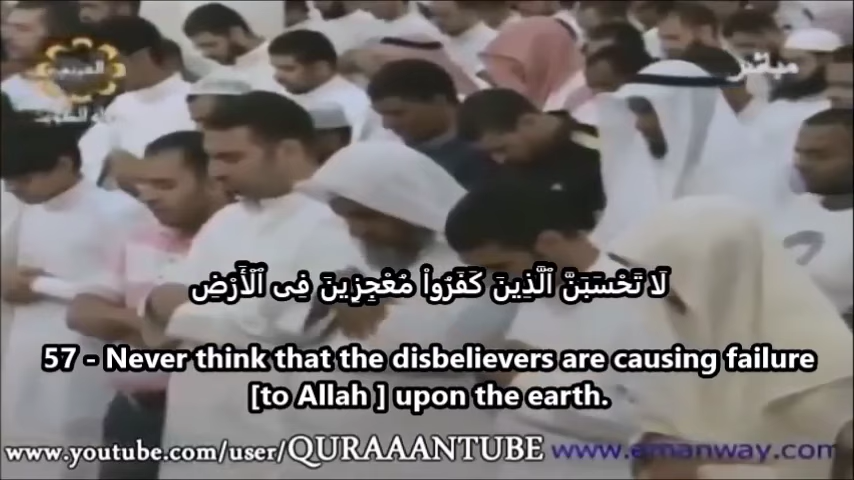 مباشر
لَا تَحْسَبَنَّ ٱلَّذِينَ كَفَرُوا۟ مُعْجِزِينَ فِى ٱلْأَرْضِ
57 - Never think that the disbelievers are causing failure
[to Allah ] upon the earth.
www.youtube.com/user/QURAAANTUBE www.emanway.com